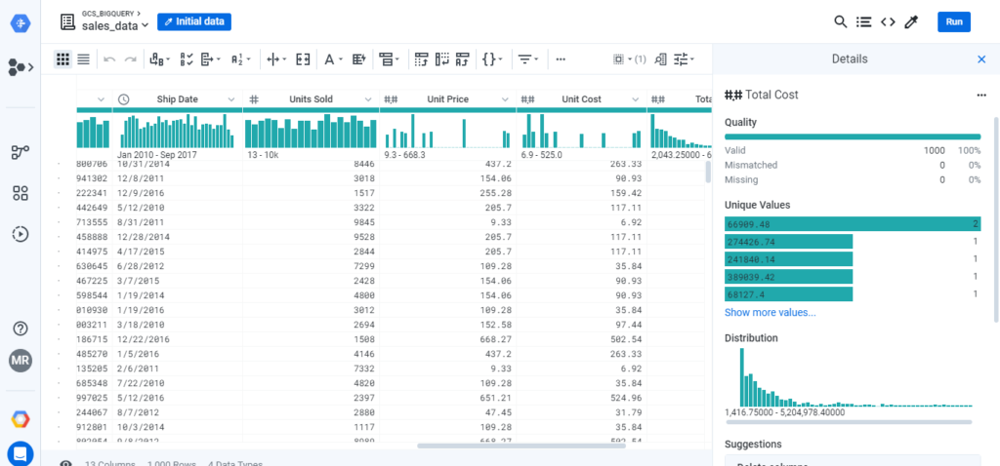 GCS_BIGQUERY
sales_data
Initial data
Run
(1)
Details
Ship Date
Units Sold
Unit Price
Unit Cost
Tota
Jan 2010 - Sep 2017
13 - 10k
9.3 - 668.3
6.9 - 525.0
2,043.25000 - 6
800706 10/31/2014 8446 437.2 263.33
941302 12/8/2011 3018 154.06 90.93
222341 12/9/2016 1517 255.28 159.42
442649 5/12/2010 3322 205.7 117.11
713555 8/31/2011 9845 9.33 6.92
458888 12/28/2014 9528 205.7 117.11
414975 4/17/2015 2844 205.7 117.11
630645 6/28/2012 7299 109.28 35.84
467225 3/7/2015 2428 154.06 90.93
598544 1/19/2014 4800 154.06 90.93
010930 1/19/2016 3012 109.28 35.84
003211 3/18/2010 2694 152.58 97.44
186715 12/22/2016 1508 668.27 502.54
485270 1/5/2016 4146 437.2 263.33
135205 2/6/2011 7332 9.33 6.92
685348 7/22/2010 4820 109.28 35.84
997025 5/12/2016 2397 651.21 524.96
244067 8/7/2012 2880 47.45 31.79
912801 10/3/2014 1117 109.28 35.84
892054 9/8/2012 8989 668.27 502.54
13 Columns 1,000 Rows 4 Data Types
MR
#.# Total Cost
Quality
Valid 1000 100%
Mismatched 0 0%
Missing 0 0%
Unique Values
66909.48 2
274426.74 1
241840.14 1
389039.42 1
68127.4 1
Show more values...
Distribution
1,416.75000 - 5,204,978.40000
Suggestions
Delete columns